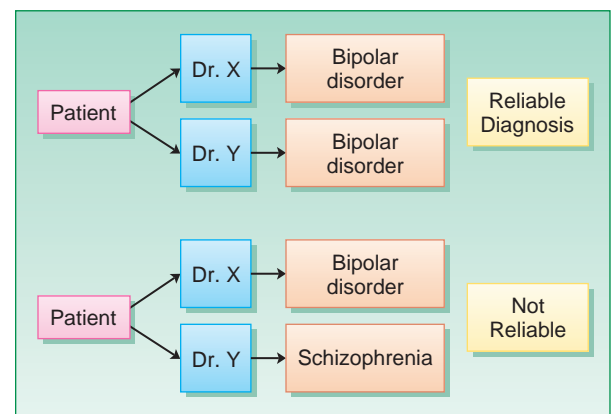 Patient
Dr. X
Bipolar
disorder
Dr. Y
Bipolar
disorder
Reliable
Diagnosis
Patient
Dr. X
Bipolar
disorder
Dr. Y
Schizophrenia
Not
Reliable